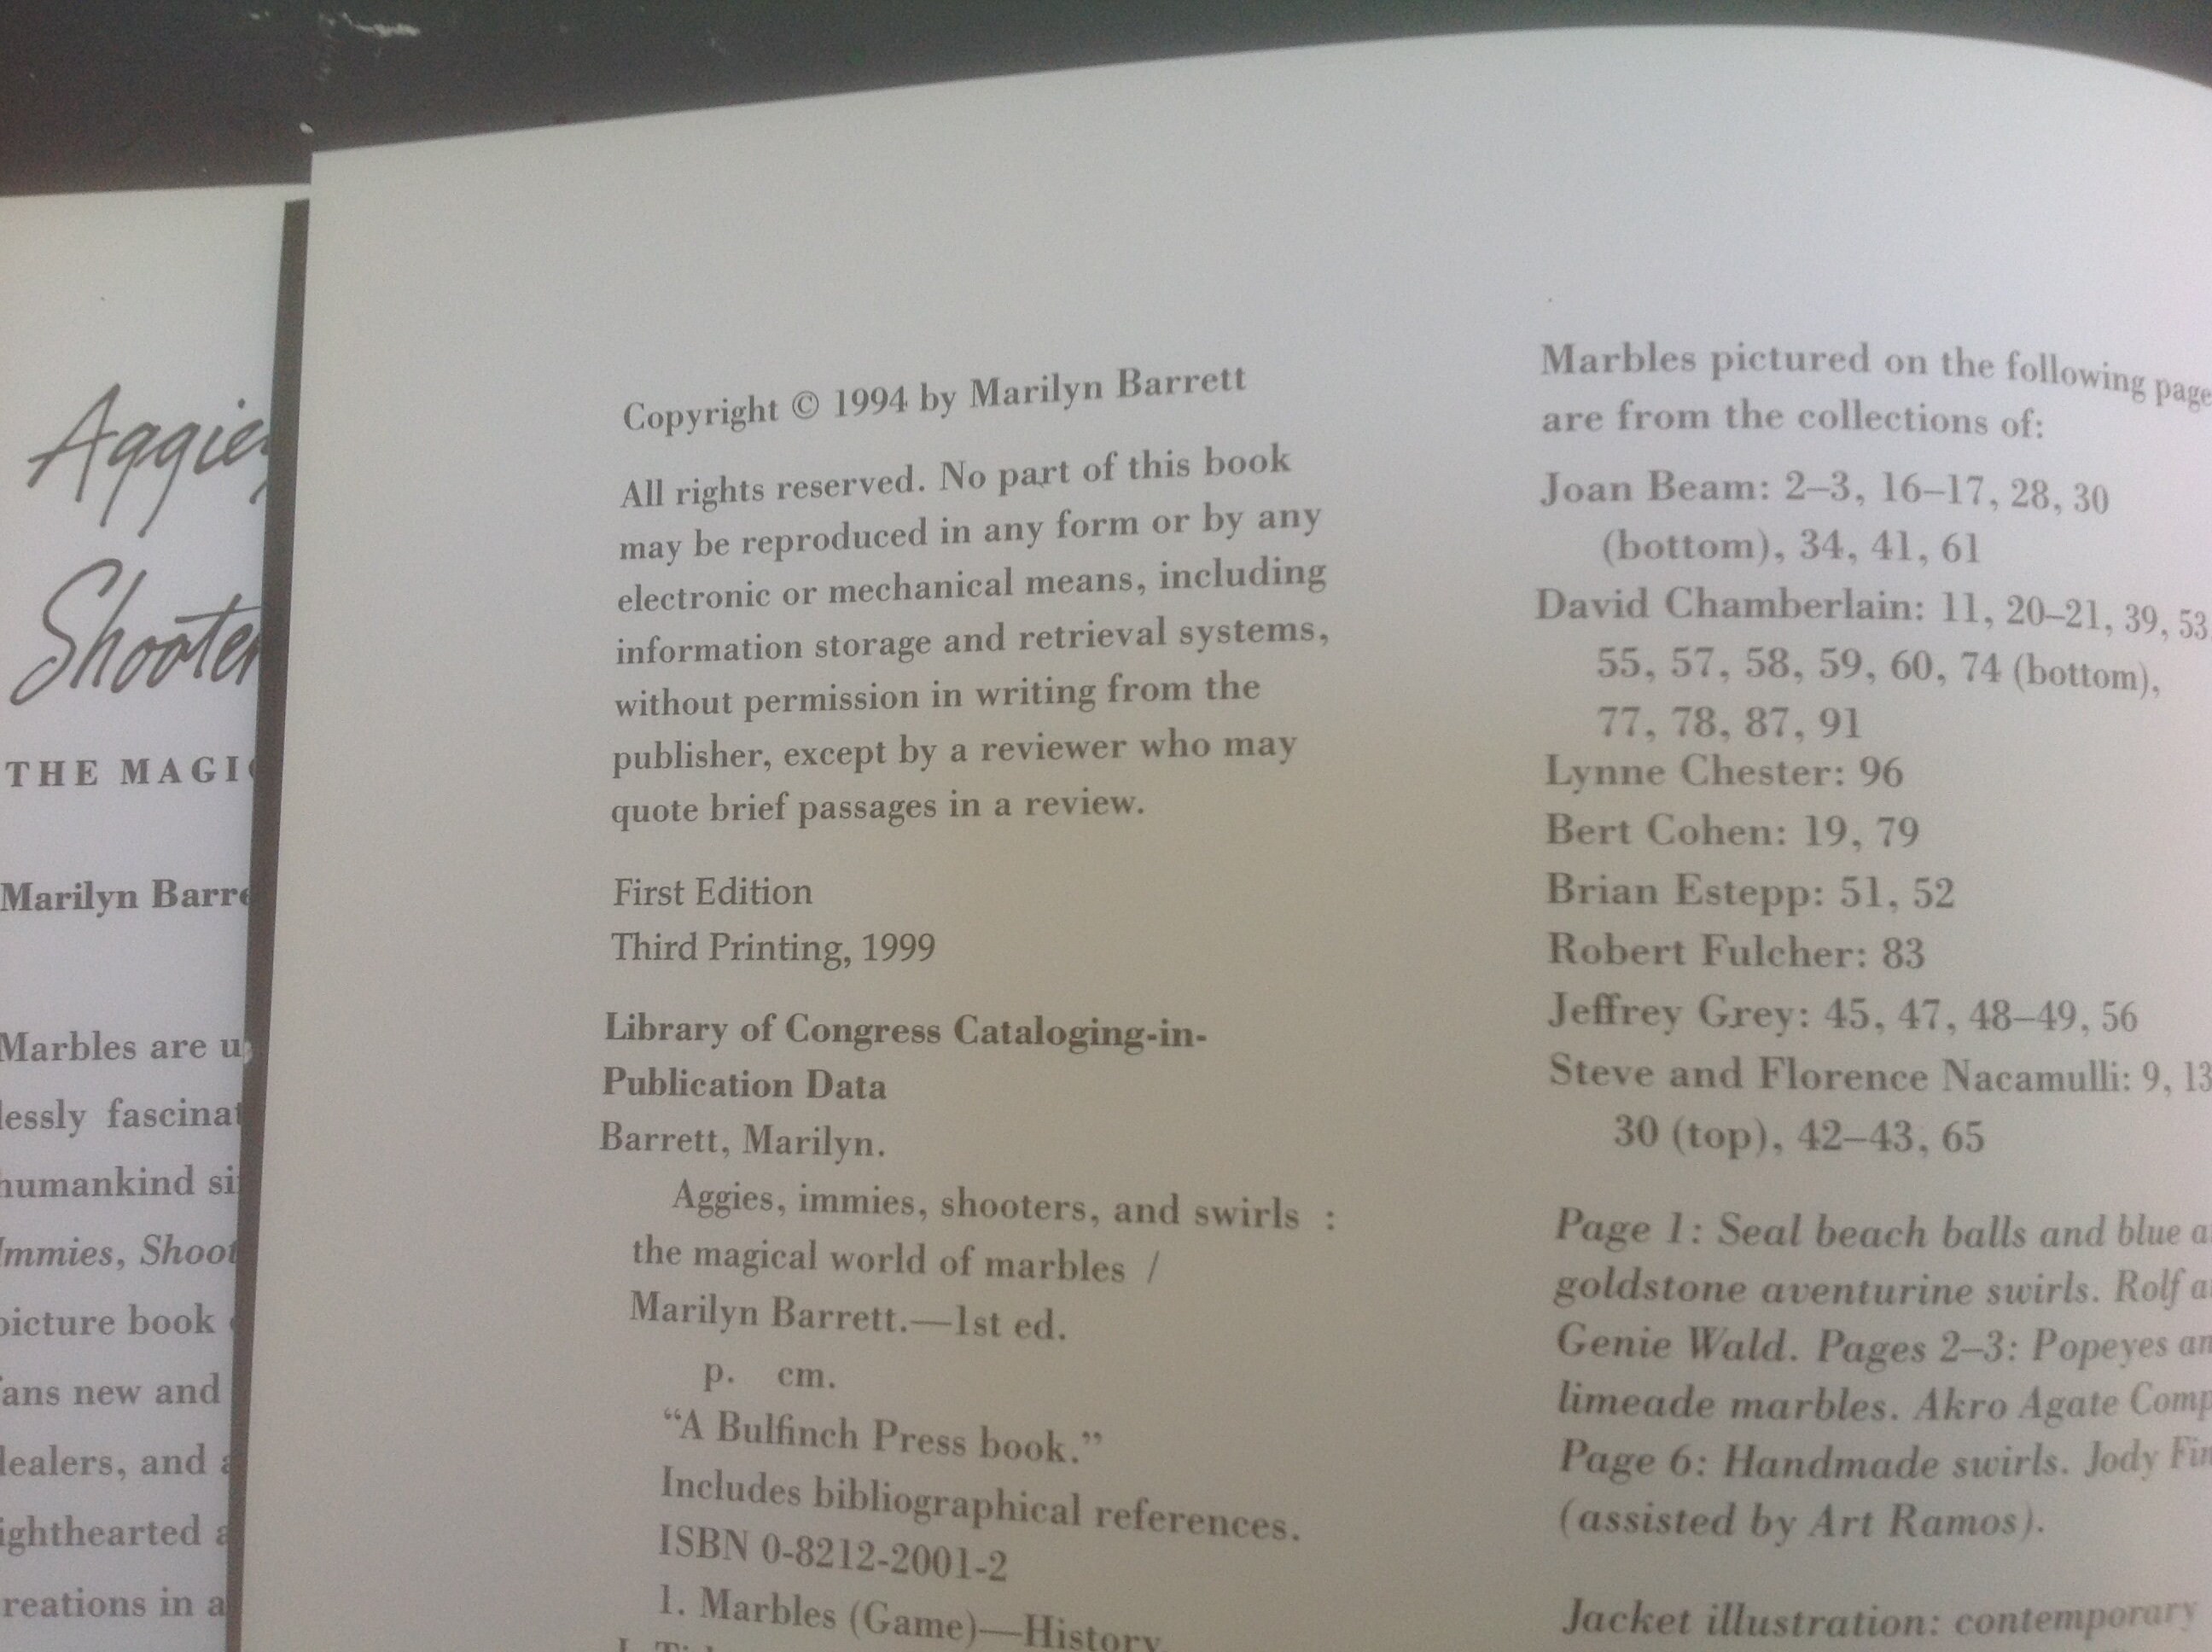 Aggie
Shooter
THE MAGI
Marilyn Barre
Marbles are u
lessly fascinat
humankind si
Immies, Shoot
picture book
fans new and
dealers, and a
ighthearted a
reations in a
Copyright © 1994 by Marilyn Barrett
All rights reserved. No part of this book
may be reproduced in any form or by any
electronic or mechanical means, including
information storage and retrieval systems,
without permission in writing from the
publisher, except by a reviewer who may
quote brief passages in a review.
First Edition
Third Printing, 1999
Library of Congress Cataloging-in-
Publication Data
Barrett, Marilyn.
Aggies, immies, shooters, and swirls :
the magical world of marbles /
Marilyn Barrett.—1st ed.
p. cm.
“A Bulfinch Press book.”
Includes bibliographical references.
ISBN 0-8212-2001-2
1. Marbles (Game)—History.
Marbles pictured on the following page
are from the collections of:
Joan Beam: 2–3, 16–17, 28, 30
(bottom), 34, 41, 61
David Chamberlain: 11, 20–21, 39, 53
55, 57, 58, 59, 60, 74 (bottom),
77, 78, 87, 91
Lynne Chester: 96
Bert Cohen: 19, 79
Brian Estepp: 51, 52
Robert Fulcher: 83
Jeffrey Grey: 45, 47, 48–49, 56
Steve and Florence Nacamulli: 9, 13
30 (top), 42–43, 65
Page 1: Seal beach balls and blue a
goldstone aventurine swirls. Rolf a
Genie Wald. Pages 2–3: Popeyes an
limeade marbles. Akro Agate Comp
Page 6: Handmade swirls. Jody Fin
(assisted by Art Ramos).
Jacket illustration: contemporary